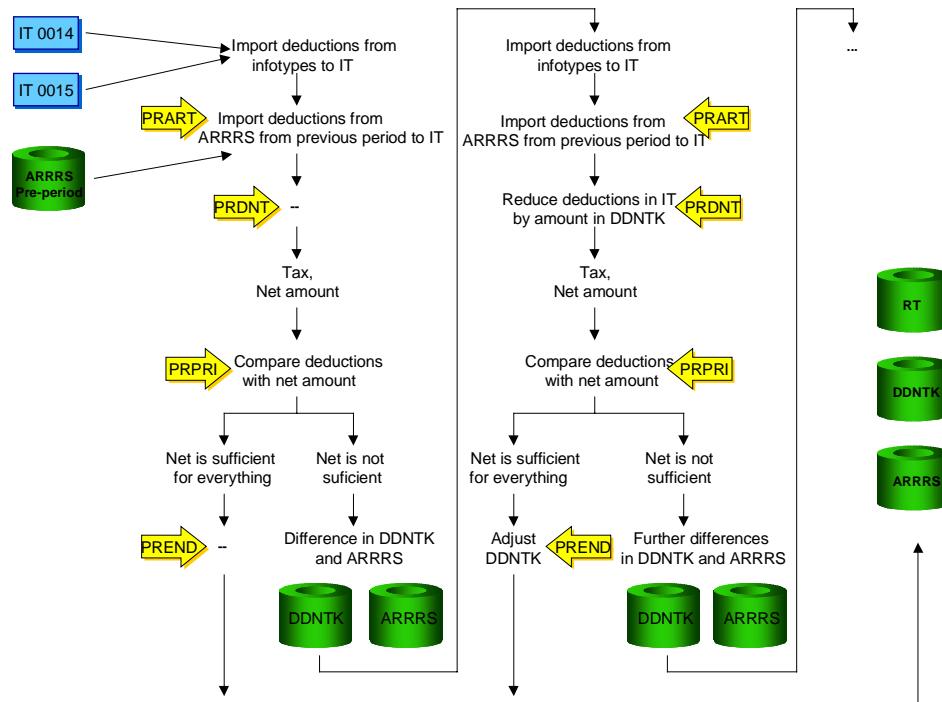 IT 0014
IT 0015
ARRRS
Pre-period
Import deductions from
infotypes to IT
PRART
Import deductions from
ARRRS from previous period to IT
PRDNT
--
Tax,
Net amount
PRPRI
Compare deductions
with net amount
Net is sufficient
for everything
Net is not
suficient
PREND
--
Difference in DDNTK
and ARRRS
DDNTK
ARRRS
Import deductions from
infotypes to IT
PRART
Import deductions from
ARRRS from previous period to IT
Reduce deductions in IT
by amount in DDNTK
PRDNT
Tax,
Net amount
Compare deductions
with net amount
PRPRI
Net is sufficient
for everything
Net is not
sufficient
Adjust
DDNTK
PREND
Further differences
in DDNTK and ARRRS
DDNTK
ARRRS
...
RT
DDNTK
ARRRS